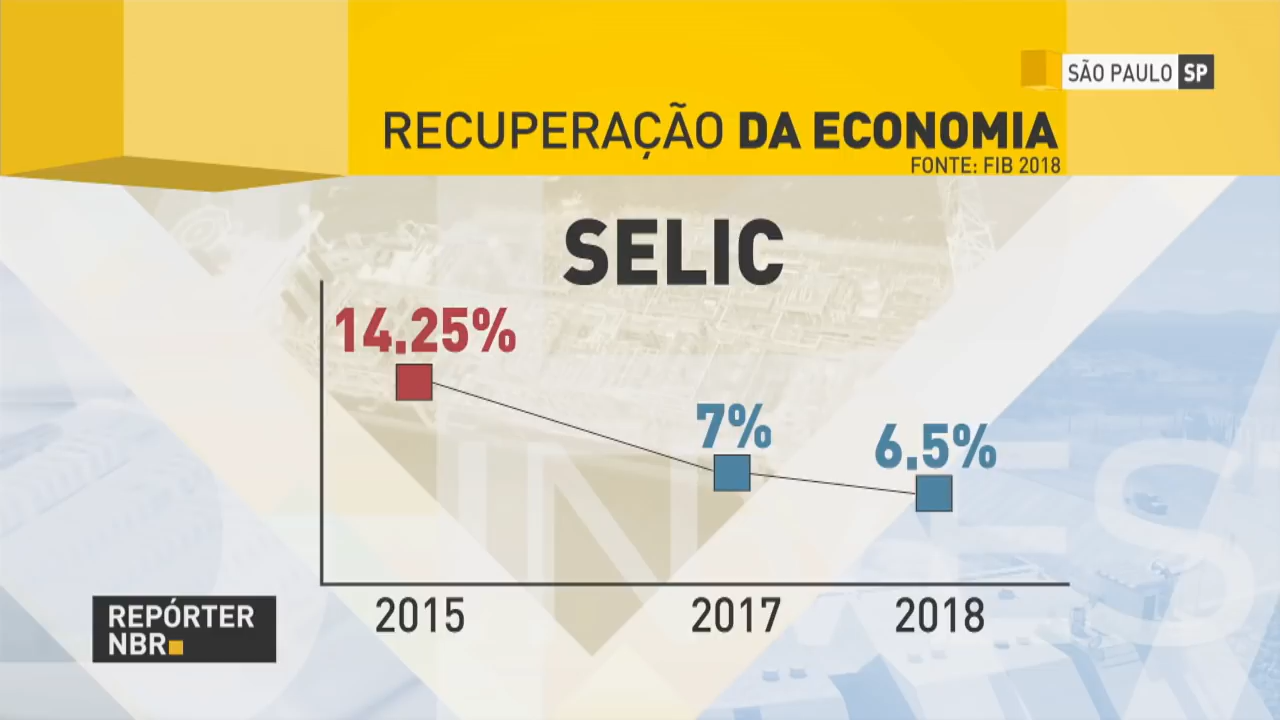 SÃO PAULO SP
RECUPERAÇÃO DA ECONOMIA
FONTE: FIB 2018
SELIC
14.25%
7%
6.5%
2015 2017 2018
REPÓRTER
NBR
INVES